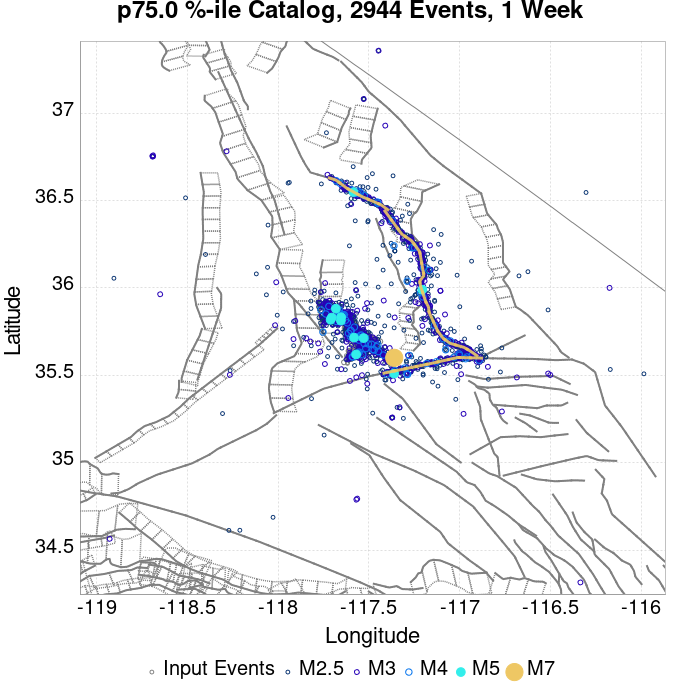 p75.0 %-ile Catalog, 2944 Events, 1 Week
37
36.5
36
35.5
35
34.5
Latitude
-119
-118.5
-118
-117.5
-117
-116.5
-116
Longitude
Input Events
M2.5
M3
M4
M5
M7